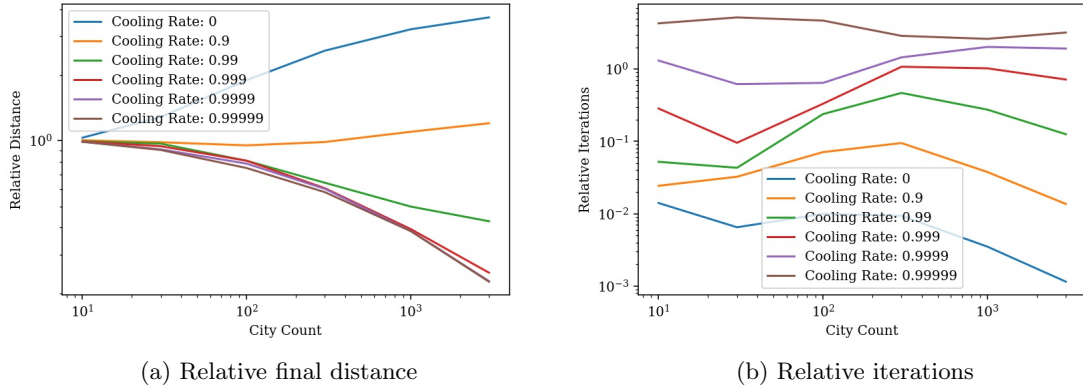 Cooling Rate: 0
Cooling Rate: 0.9
Cooling Rate: 0.99
Cooling Rate: 0.999
Cooling Rate: 0.9999
Cooling Rate: 0.99999
10^0
Relative Distance
10^1
10^2
10^3
City Count
(a) Relative final distance
10^0
10^-1
10^-2
10^-3
Relative Iterations
Cooling Rate: 0
Cooling Rate: 0.9
Cooling Rate: 0.99
Cooling Rate: 0.999
Cooling Rate: 0.9999
Cooling Rate: 0.99999
10^1
10^2
10^3
City Count
(b) Relative iterations